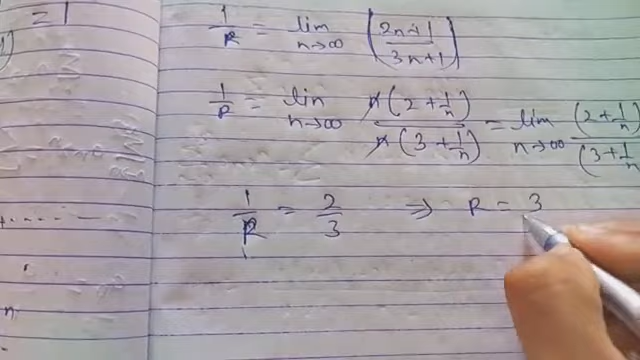 = 1
1/R = lim n→∞ |(2n+1)/(3n+1)|
1/R = lim n→∞ n(2 + 1/n) / n(3 + 1/n) = lim n→∞ (2 + 1/n) / (3 + 1/n
1/R = 2/3 ⇒ R = 3